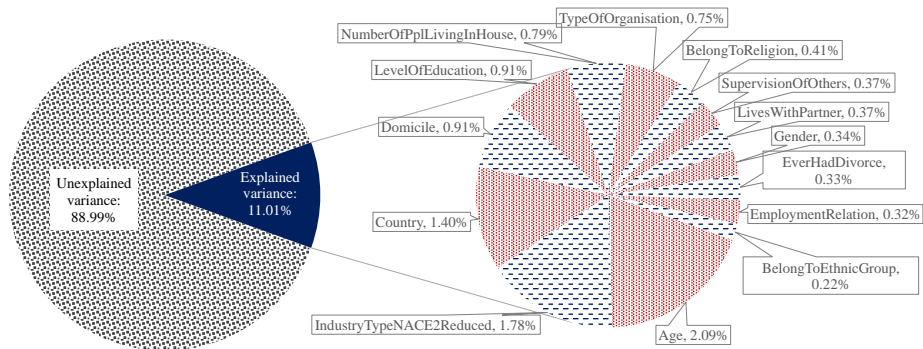 Unexplained
variance:
88.99%
Explained
variance:
11.01%
NumberOfPplLivingInHouse, 0.79%
TypeOfOrganisation, 0.75%
BelongToReligion, 0.41%
LevelOfEducation, 0.91%
SupervisionOfOthers,
0.37%
LivesWithPartner,
0.37%
Domicile, 0.91%
Gender, 0.34%
EverHadDivorce,
0.33%
Country, 1.40%
EmploymentRelation, 0.32%
BelongToEthnicGroup,
0.22%
IndustryTypeNACE2Reduced, 1.78%
Age, 2.09%